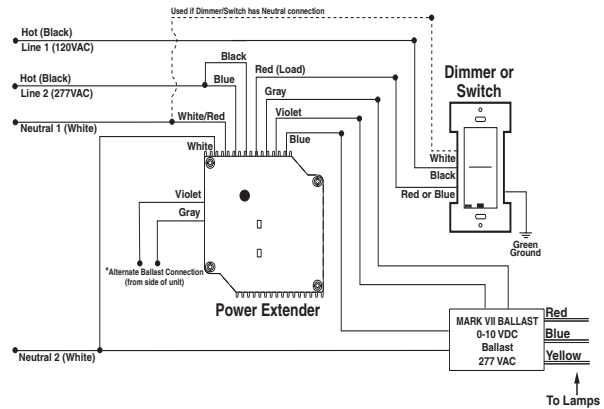 Used if Dimmer/Switch has Neutral connection
Hot (Black)
Line 1 (120VAC)
Black
Hot (Black)
Line 2 (277VAC)
Blue
Red (Load)
Gray
Dimmer or
Switch
White/Red
Violet
Neutral 1 (White)
Blue
White
White
Black
Red or Blue
Violet
Gray
Green
Ground
*Alternate Ballast Connection
(from side of unit)
Power Extender
MARK VII BALLAST
0-10 VDC
Ballast
277 VAC
Red
Blue
Yellow
Neutral 2 (White)
To Lamps